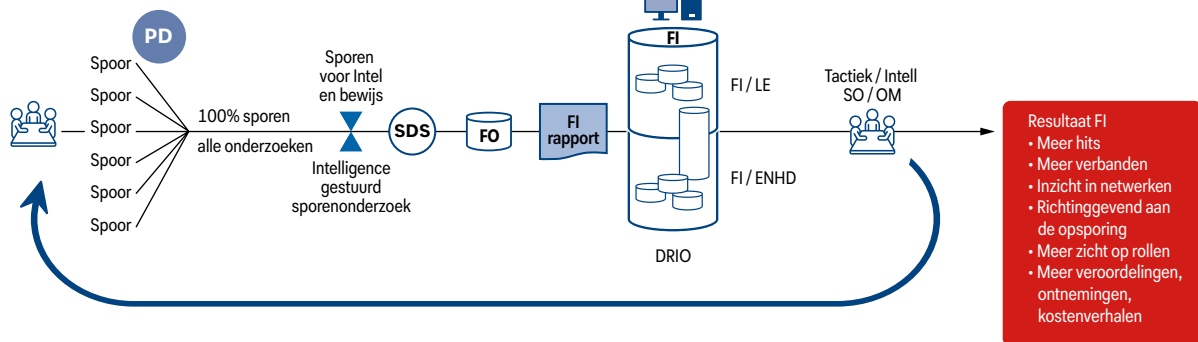 PD
Spoor
Spoor
Spoor
Spoor
Spoor
Spoor
100% sporen
alle onderzoeken
Sporen
voor Intel
en bewijs
Intelligence
gestuurd
sporenonderzoek
SDS
FO
FI
rapport
FI
FI / LE
FI / ENHD
DRIO
Tactiek / Intell
SO / OM
Resultaat FI
• Meer hits
• Meer verbanden
• Inzicht in netwerken
• Richtinggevend aan
de opsporing
• Meer zicht op rollen
• Meer veroordelingen,
ontnemingen,
kostenverhalen